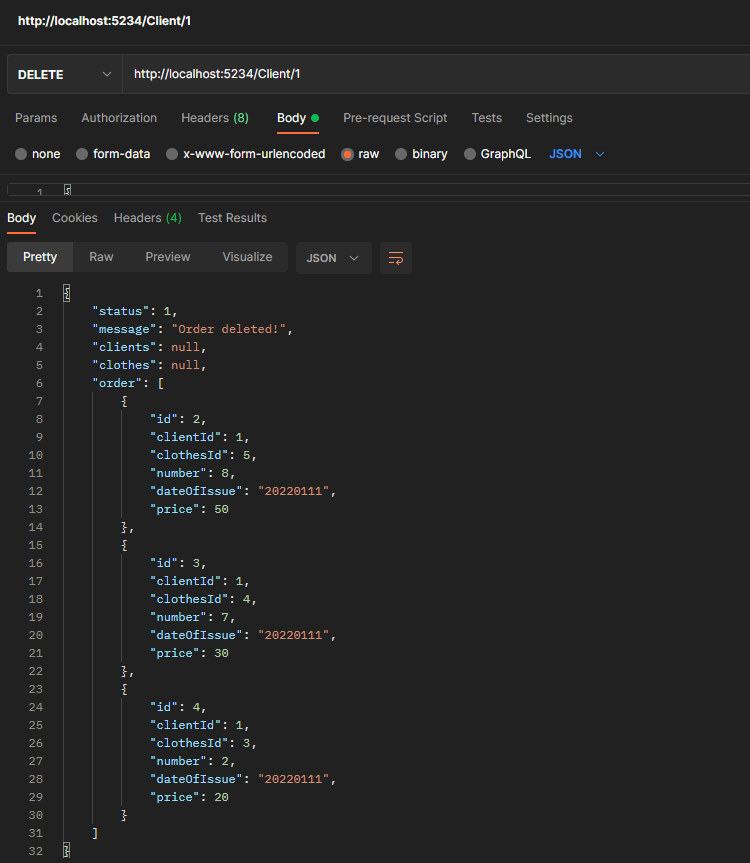 http://localhost:5234/Client/1
DELETE http://localhost:5234/Client/1
Params Authorization Headers (8) Body Pre-request Script Tests Settings
none form-data x-www-form-urlencoded raw binary GraphQL JSON
1 {
Body Cookies Headers (4) Test Results
Pretty Raw Preview Visualize JSON
1 {
2 "status": 1,
3 "message": "Order deleted!",
4 "clients": null,
5 "clothes": null,
6 "order": [
7 {
8 "id": 2,
9 "clientId": 1,
10 "clothesId": 5,
11 "number": 8,
12 "dateOfIssue": "20220111",
13 "price": 50
14 },
15 {
16 "id": 3,
17 "clientId": 1,
18 "clothesId": 4,
19 "number": 7,
20 "dateOfIssue": "20220111",
21 "price": 30
22 },
23 {
24 "id": 4,
25 "clientId": 1,
26 "clothesId": 3,
27 "number": 2,
28 "dateOfIssue": "20220111",
29 "price": 20
30 }
31 ]
32 }